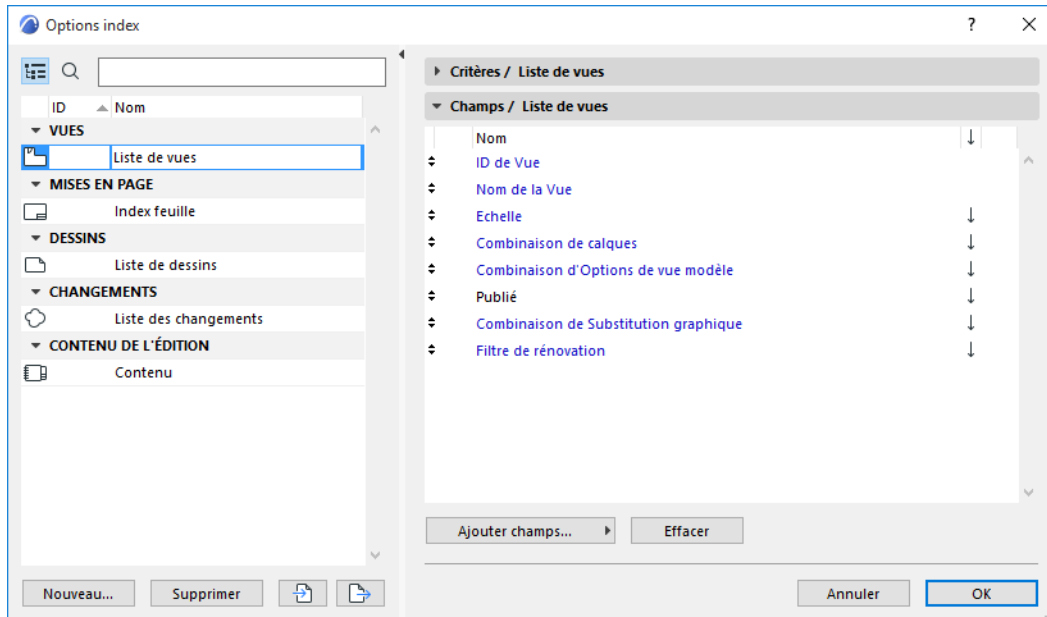 Options index
?
ID Nom
VUES
Liste de vues
MISES EN PAGE
Index feuille
DESSINS
Liste de dessins
CHANGEMENTS
Liste des changements
CONTENU DE L'ÉDITION
Contenu
Nouveau...
Supprimer
Critères / Liste de vues
Champs / Liste de vues
Nom
ID de Vue
Nom de la Vue
Echelle
Combinaison de calques
Combinaison d'Options de vue modèle
Publié
Combinaison de Substitution graphique
Filtre de rénovation
Ajouter champs...
Effacer
Annuler
OK